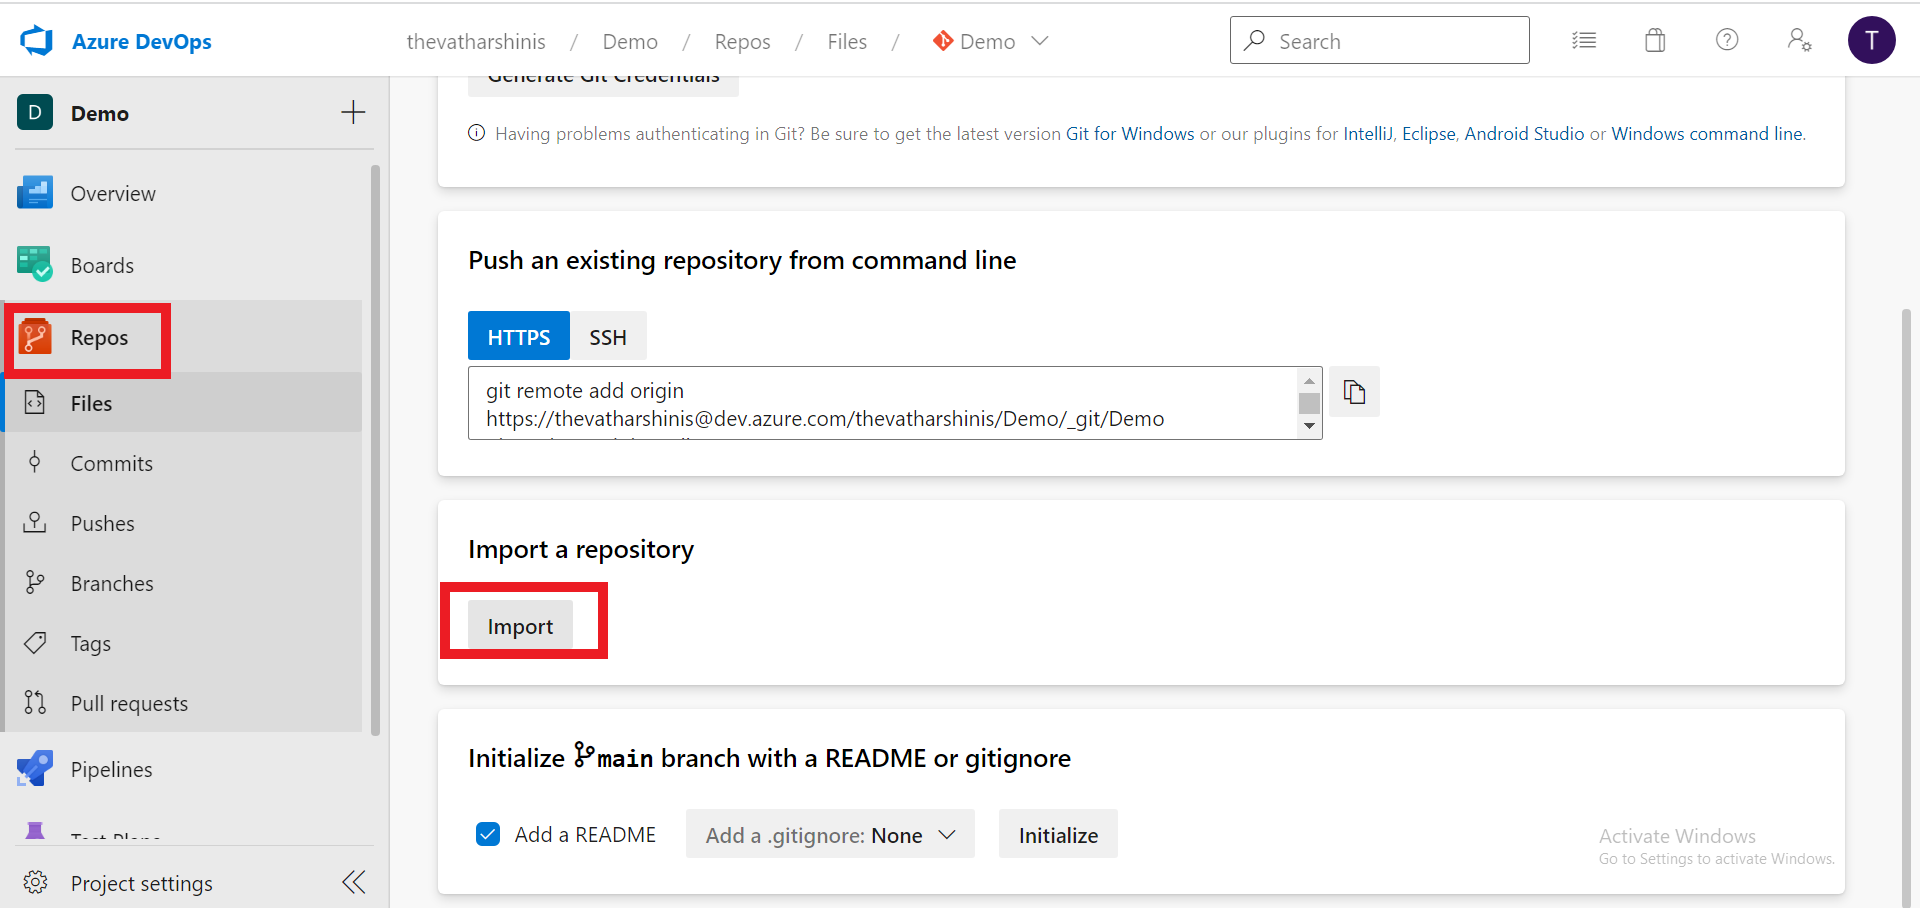 Azure DevOps
thevatharshinis / Demo / Repos / Files / Demo
Search
T
D Demo
Overview
Boards
Repos
Files
Commits
Pushes
Branches
Tags
Pull requests
Pipelines
Test Plans
Project settings
Generate Git Credentials
Having problems authenticating in Git? Be sure to get the latest version Git for Windows or our plugins for IntelliJ, Eclipse, Android Studio or Windows command line.
Push an existing repository from command line
HTTPS SSH
git remote add origin
https://thevatharshinis@dev.azure.com/thevatharshinis/Demo/_git/Demo
Import a repository
Import
Initialize main branch with a README or gitignore
Add a README Add a .gitignore: None Initialize
Activate Windows
Go to Settings to activate Windows.